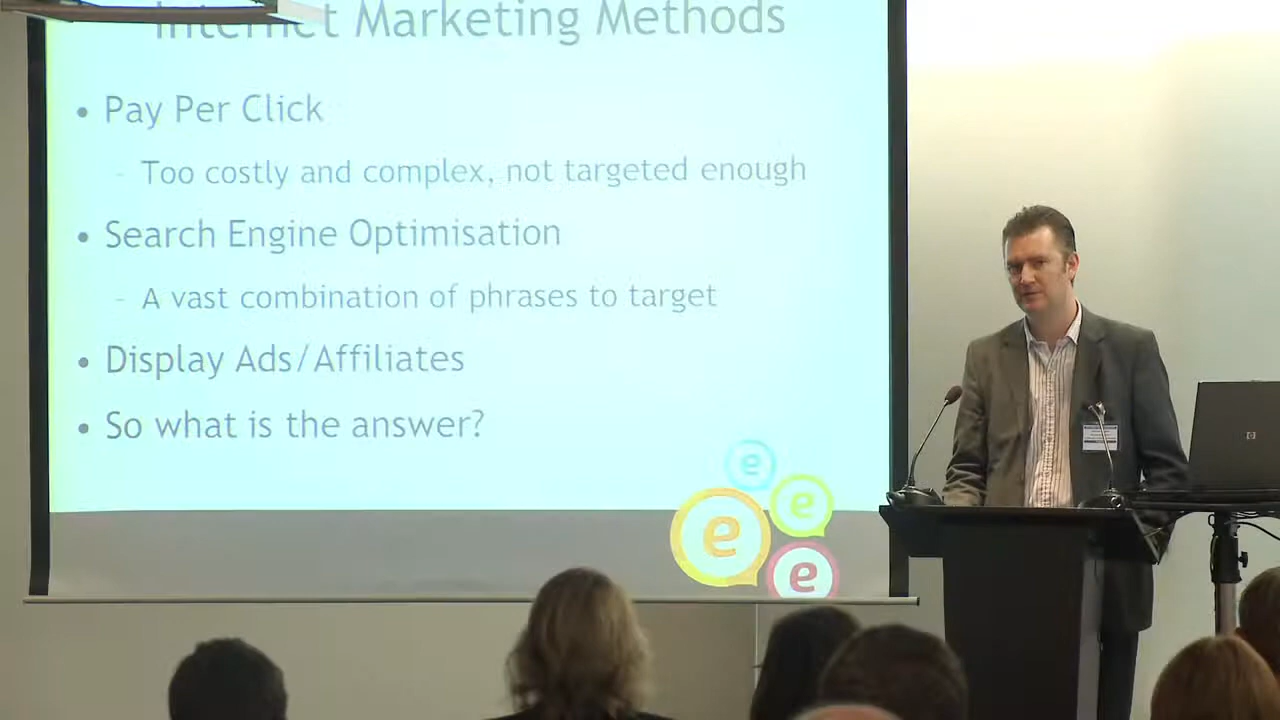 Internet Marketing Methods
• Pay Per Click
- Too costly and complex, not targeted enough
• Search Engine Optimisation
- A vast combination of phrases to target
• Display Ads/Affiliates
• So what is the answer?
e
e
e
e
hp